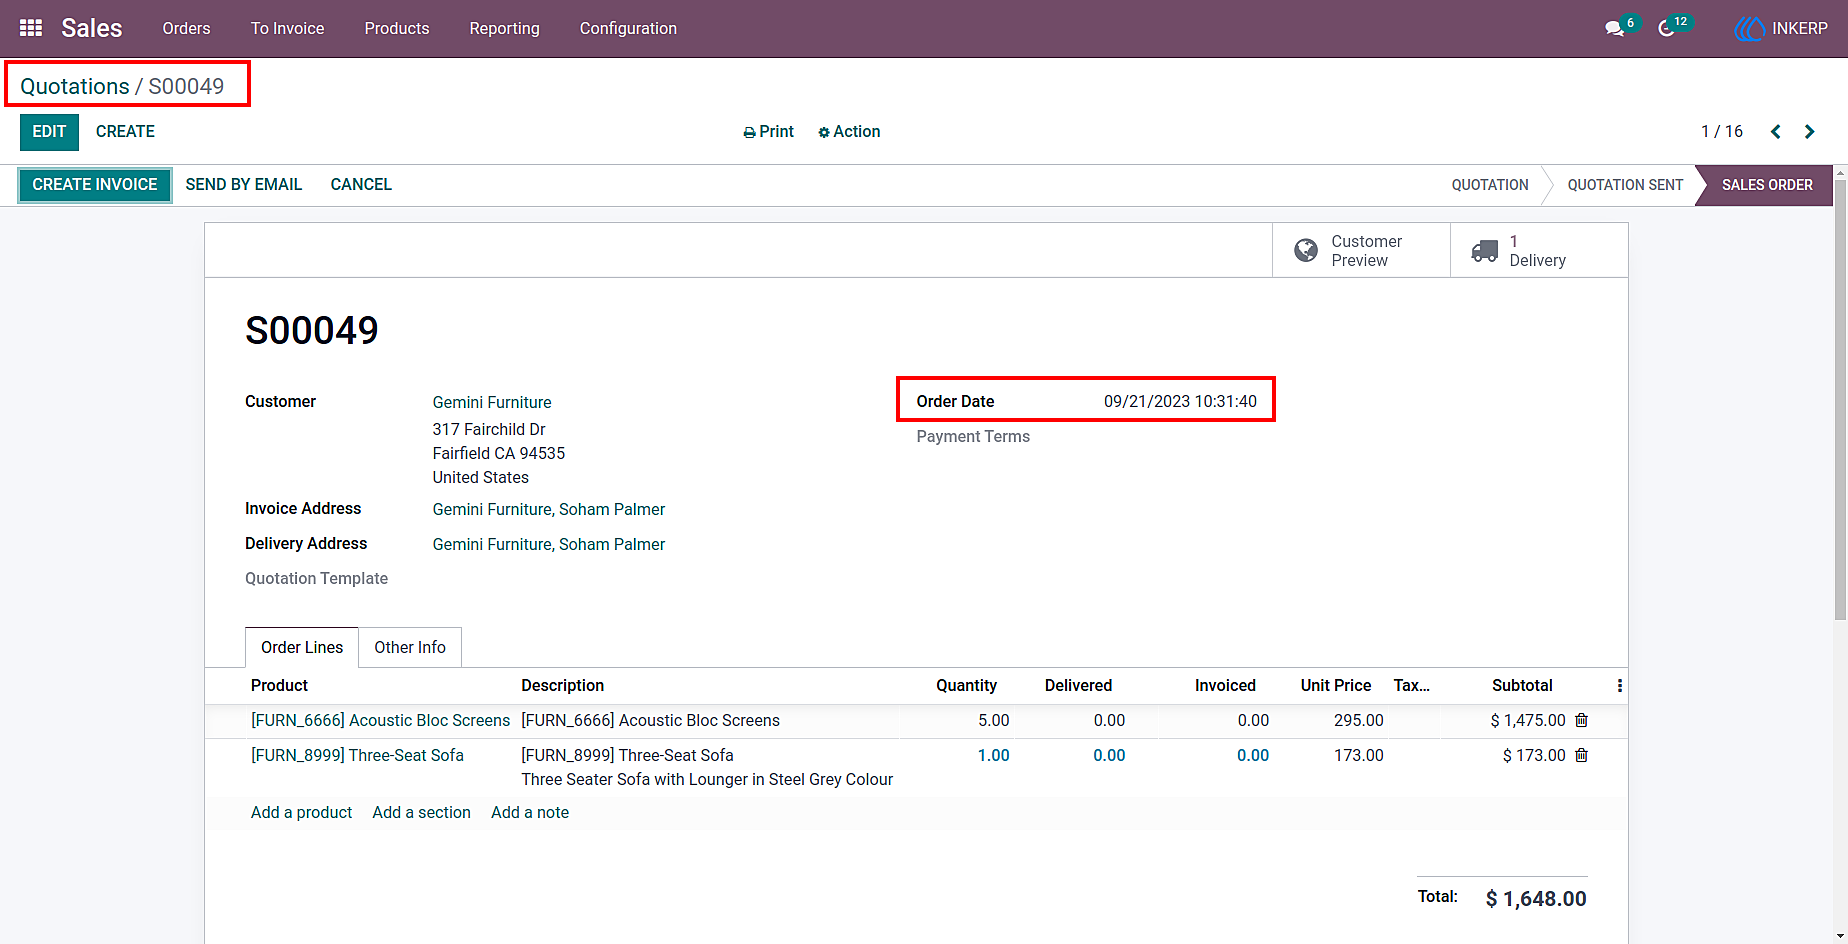 Sales Orders To Invoice Products Reporting Configuration 6 12 INKERP
Quotations / S00049
EDIT CREATE Print Action 1 / 16
CREATE INVOICE SEND BY EMAIL CANCEL QUOTATION QUOTATION SENT SALES ORDER
Customer Preview
1 Delivery
S00049
Customer Gemini Furniture Order Date 09/21/2023 10:31:40
317 Fairchild Dr Payment Terms
Fairfield CA 94535
United States
Invoice Address Gemini Furniture, Soham Palmer
Delivery Address Gemini Furniture, Soham Palmer
Quotation Template
Order Lines Other Info
Product Description Quantity Delivered Invoiced Unit Price Tax... Subtotal
[FURN_6666] Acoustic Bloc Screens [FURN_6666] Acoustic Bloc Screens 5.00 0.00 0.00 295.00 $ 1,475.00
[FURN_8999] Three-Seat Sofa [FURN_8999] Three-Seat Sofa 1.00 0.00 0.00 173.00 $ 173.00
Three Seater Sofa with Lounger in Steel Grey Colour
Add a product Add a section Add a note
Total: $ 1,648.00